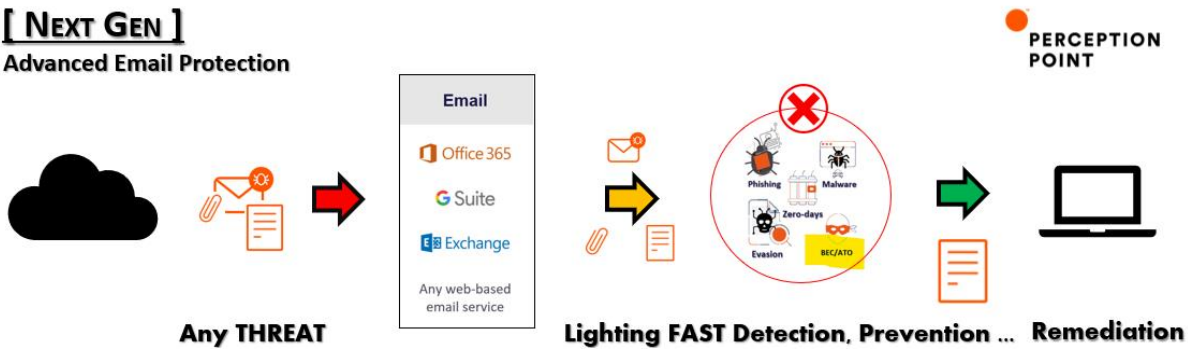 [ NEXT GEN ]
Advanced Email Protection
PERCEPTION
POINT
Email
Office 365
G Suite
E Exchange
Any web-based
email service
Phishing
Malware
Zero-days
Evasion
BEC/ATO
Any THREAT
Lighting FAST Detection, Prevention ...
Remediation